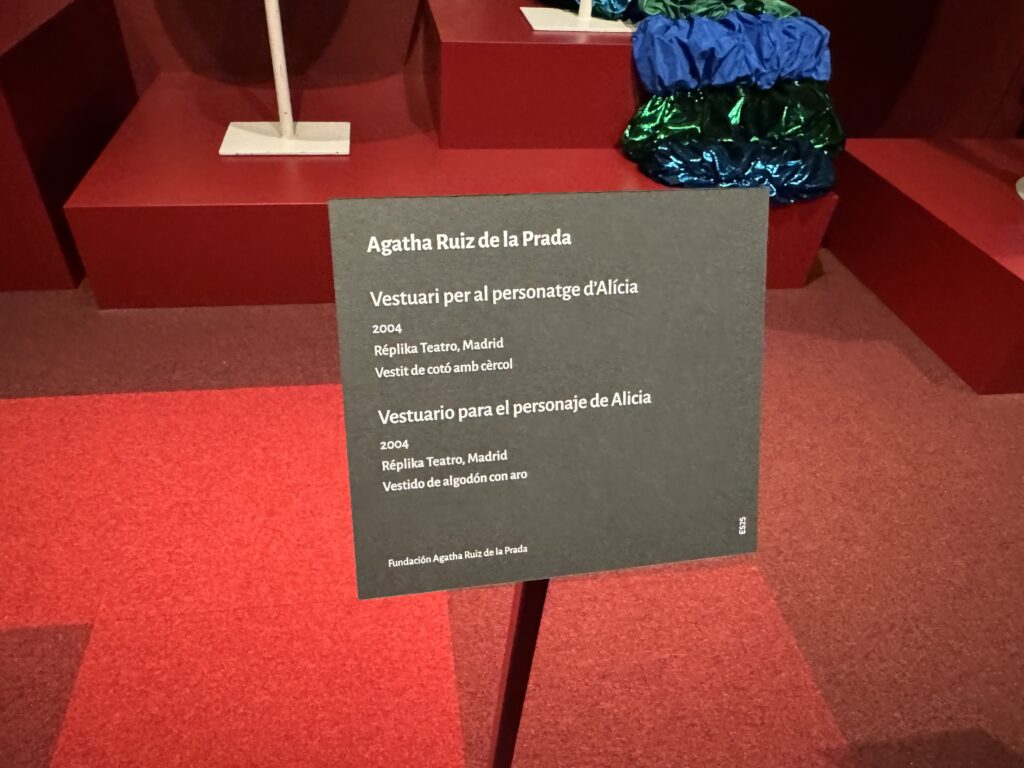 Agatha Ruiz de la Prada
Vestuari per al personatge d'Alícia
2004
Réplika Teatro, Madrid
Vestit de cotó amb cèrcol
Vestuario para el personaje de Alicia
2004
Réplika Teatro, Madrid
Vestido de algodón con aro
Fundación Agatha Ruiz de la Prada
ES25